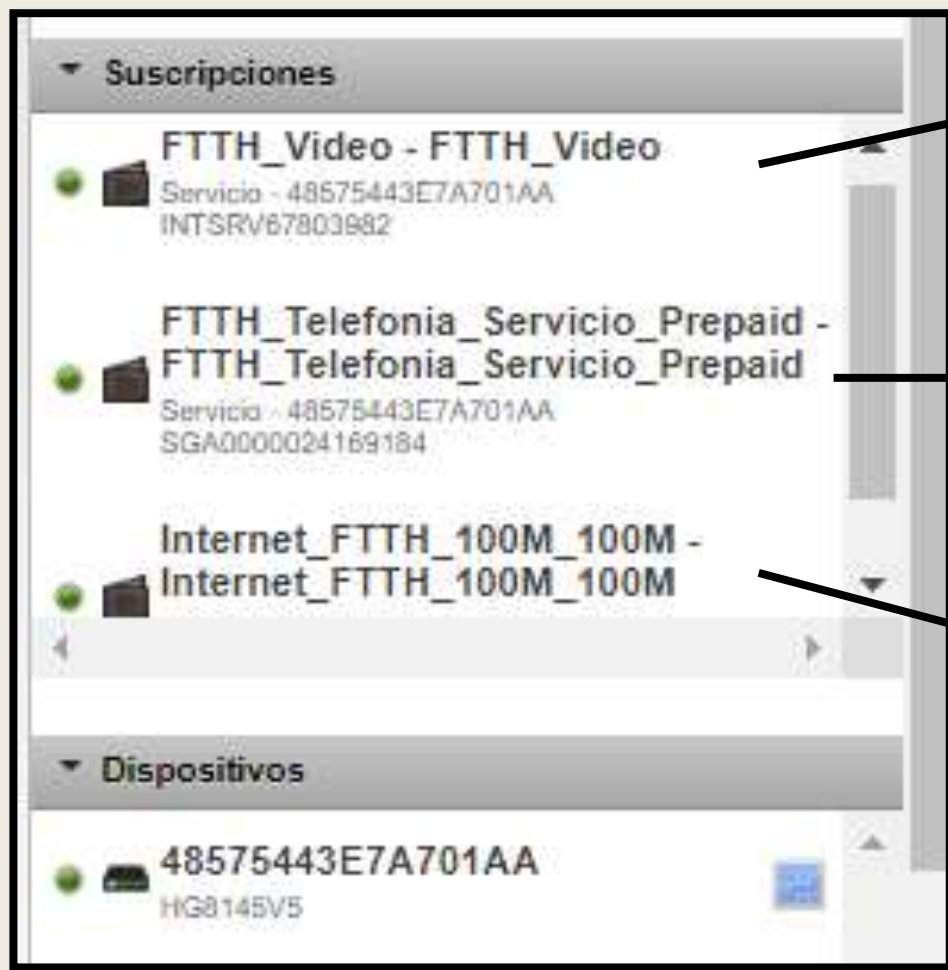 Suscripciones
FTTH_Video - FTTH_Video
Servicio - 48575443E7A701AA
INTSRV67803982
FTTH_Telefonia_Servicio_Prepaid -
FTTH_Telefonia_Servicio_Prepaid
Servicio - 48575443E7A701AA
SGA0000024169184
Internet_FTTH_100M_100M -
Internet_FTTH_100M_100M
Dispositivos
48575443E7A701AA
HG8145V5